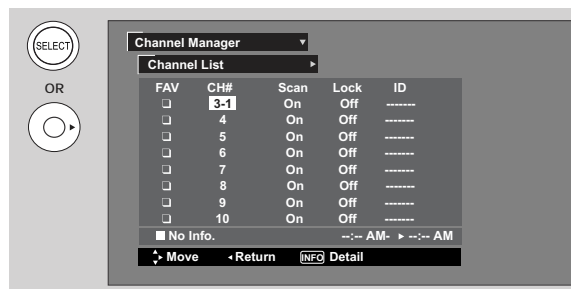 SELECT
OR
Channel Manager
Channel List
FAV CH# Scan Lock ID
3-1 On Off -------
4 On Off -------
5 On Off -------
6 On Off -------
7 On Off -------
8 On Off -------
9 On Off -------
10 On Off -------
No Info. --:-- AM- --:-- AM
Move Return INFO Detail